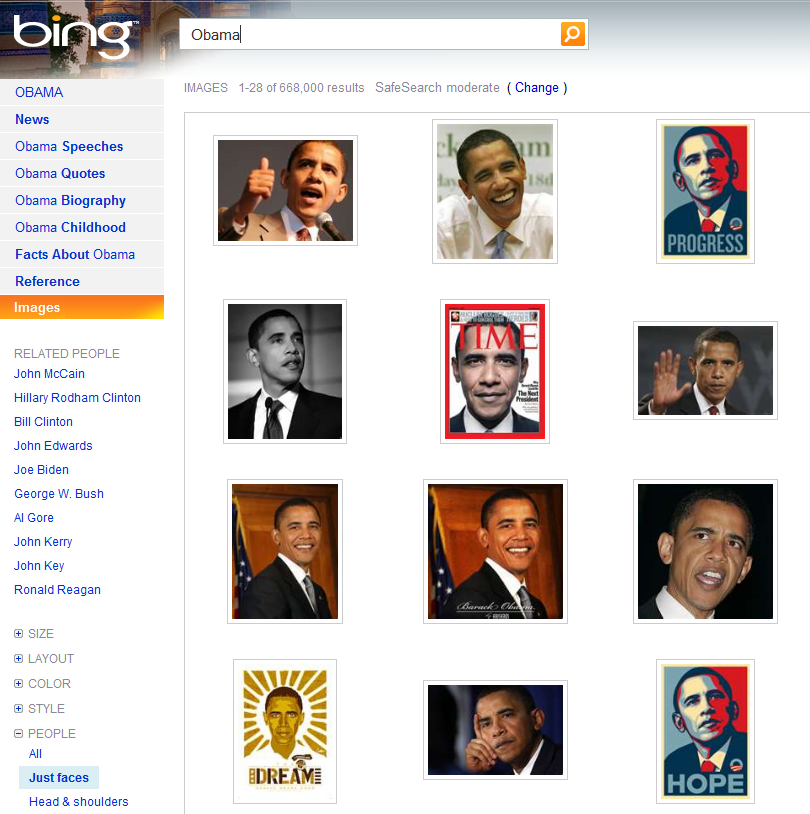 bing™
Obama
IMAGES 1-28 of 668,000 results SafeSearch moderate ( Change )
OBAMA
News
Obama Speeches
Obama Quotes
Obama Biography
Obama Childhood
Facts About Obama
Reference
Images
RELATED PEOPLE
John McCain
Hillary Rodham Clinton
Bill Clinton
John Edwards
Joe Biden
George W. Bush
Al Gore
John Kerry
John Key
Ronald Reagan
SIZE
LAYOUT
COLOR
STYLE
PEOPLE
All
Just faces
Head & shoulders
PROGRESS
TIME
The Next
President
Barack Obama
DREAM
HOPE